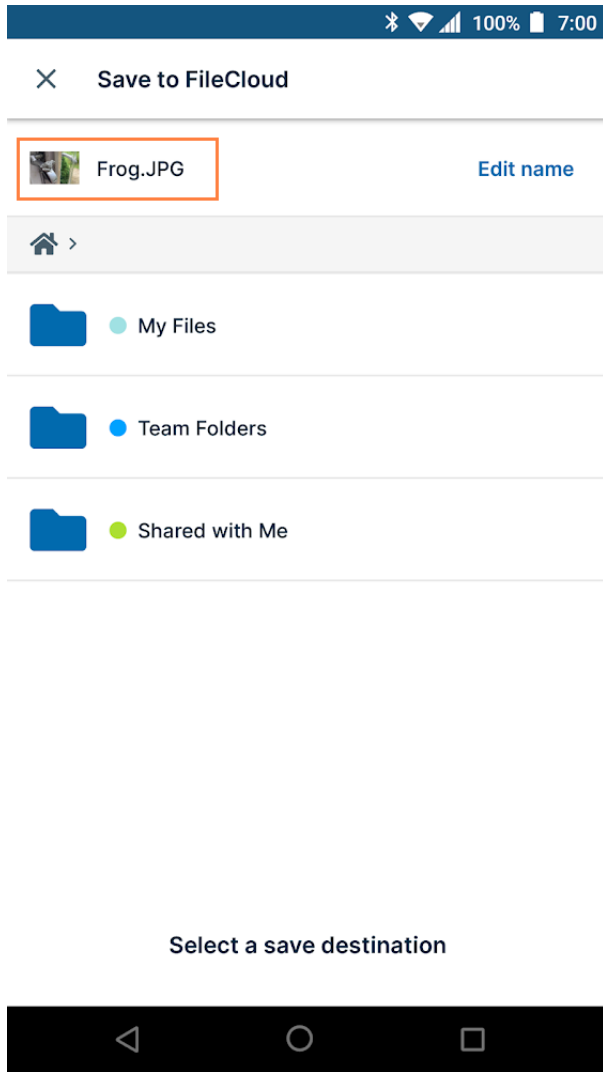 100% 7:00
Save to FileCloud
Frog.JPG Edit name
My Files
Team Folders
Shared with Me
Select a save destination